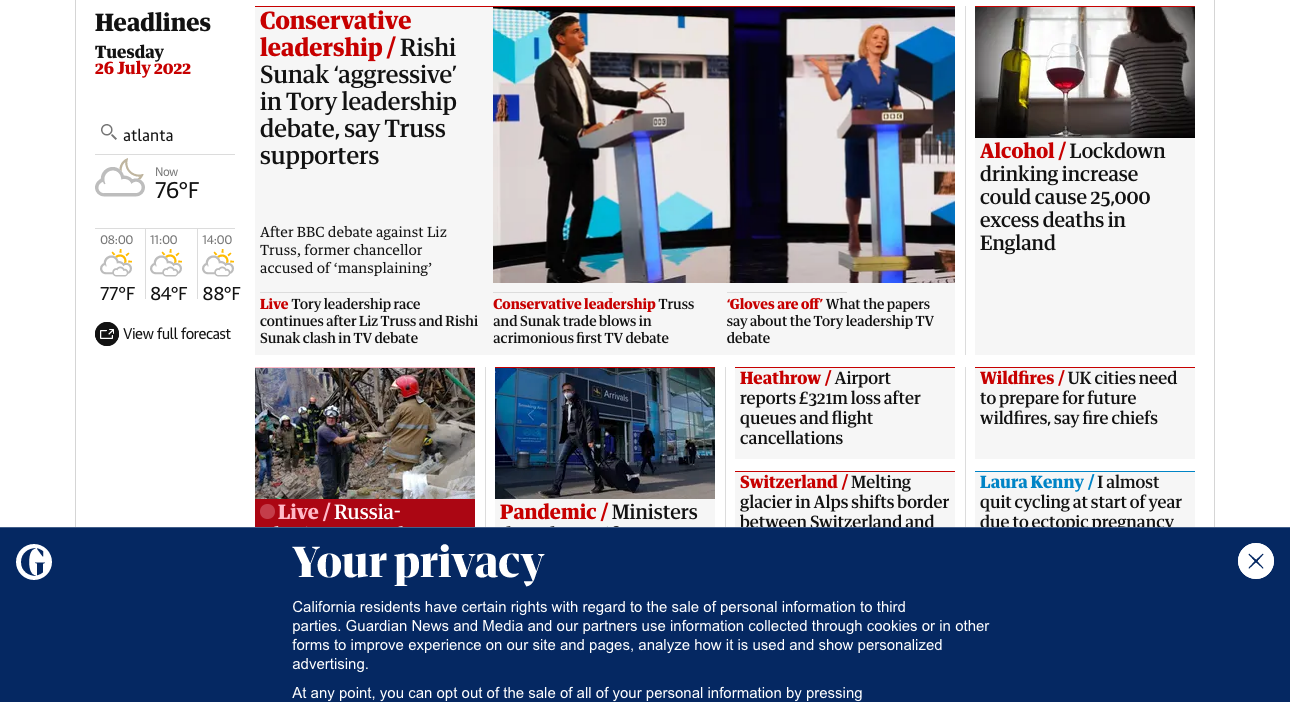 Headlines
Tuesday
26 July 2022
atlanta
Now
76°F
08:00
11:00
14:00
77°F
84°F
88°F
View full forecast
Conservative
leadership / Rishi
Sunak ‘aggressive’
in Tory leadership
debate, say Truss
supporters
After BBC debate against Liz
Truss, former chancellor
accused of ‘mansplaining’
BBC
BBC
Live Tory leadership race
continues after Liz Truss and Rishi
Sunak clash in TV debate
Conservative leadership Truss
and Sunak trade blows in
acrimonious first TV debate
‘Gloves are off’ What the papers
say about the Tory leadership TV
debate
Alcohol / Lockdown
drinking increase
could cause 25,000
excess deaths in
England
Live / Russia-
Arrivals
Pandemic / Ministers
Heathrow / Airport
reports £321m loss after
queues and flight
cancellations
Switzerland / Melting
glacier in Alps shifts border
between Switzerland and
Wildfires / UK cities need
to prepare for future
wildfires, say fire chiefs
Laura Kenny / I almost
quit cycling at start of year
due to ectopic pregnancy
Your privacy
California residents have certain rights with regard to the sale of personal information to third
parties. Guardian News and Media and our partners use information collected through cookies or in other
forms to improve experience on our site and pages, analyze how it is used and show personalized
advertising.
At any point, you can opt out of the sale of all of your personal information by pressing